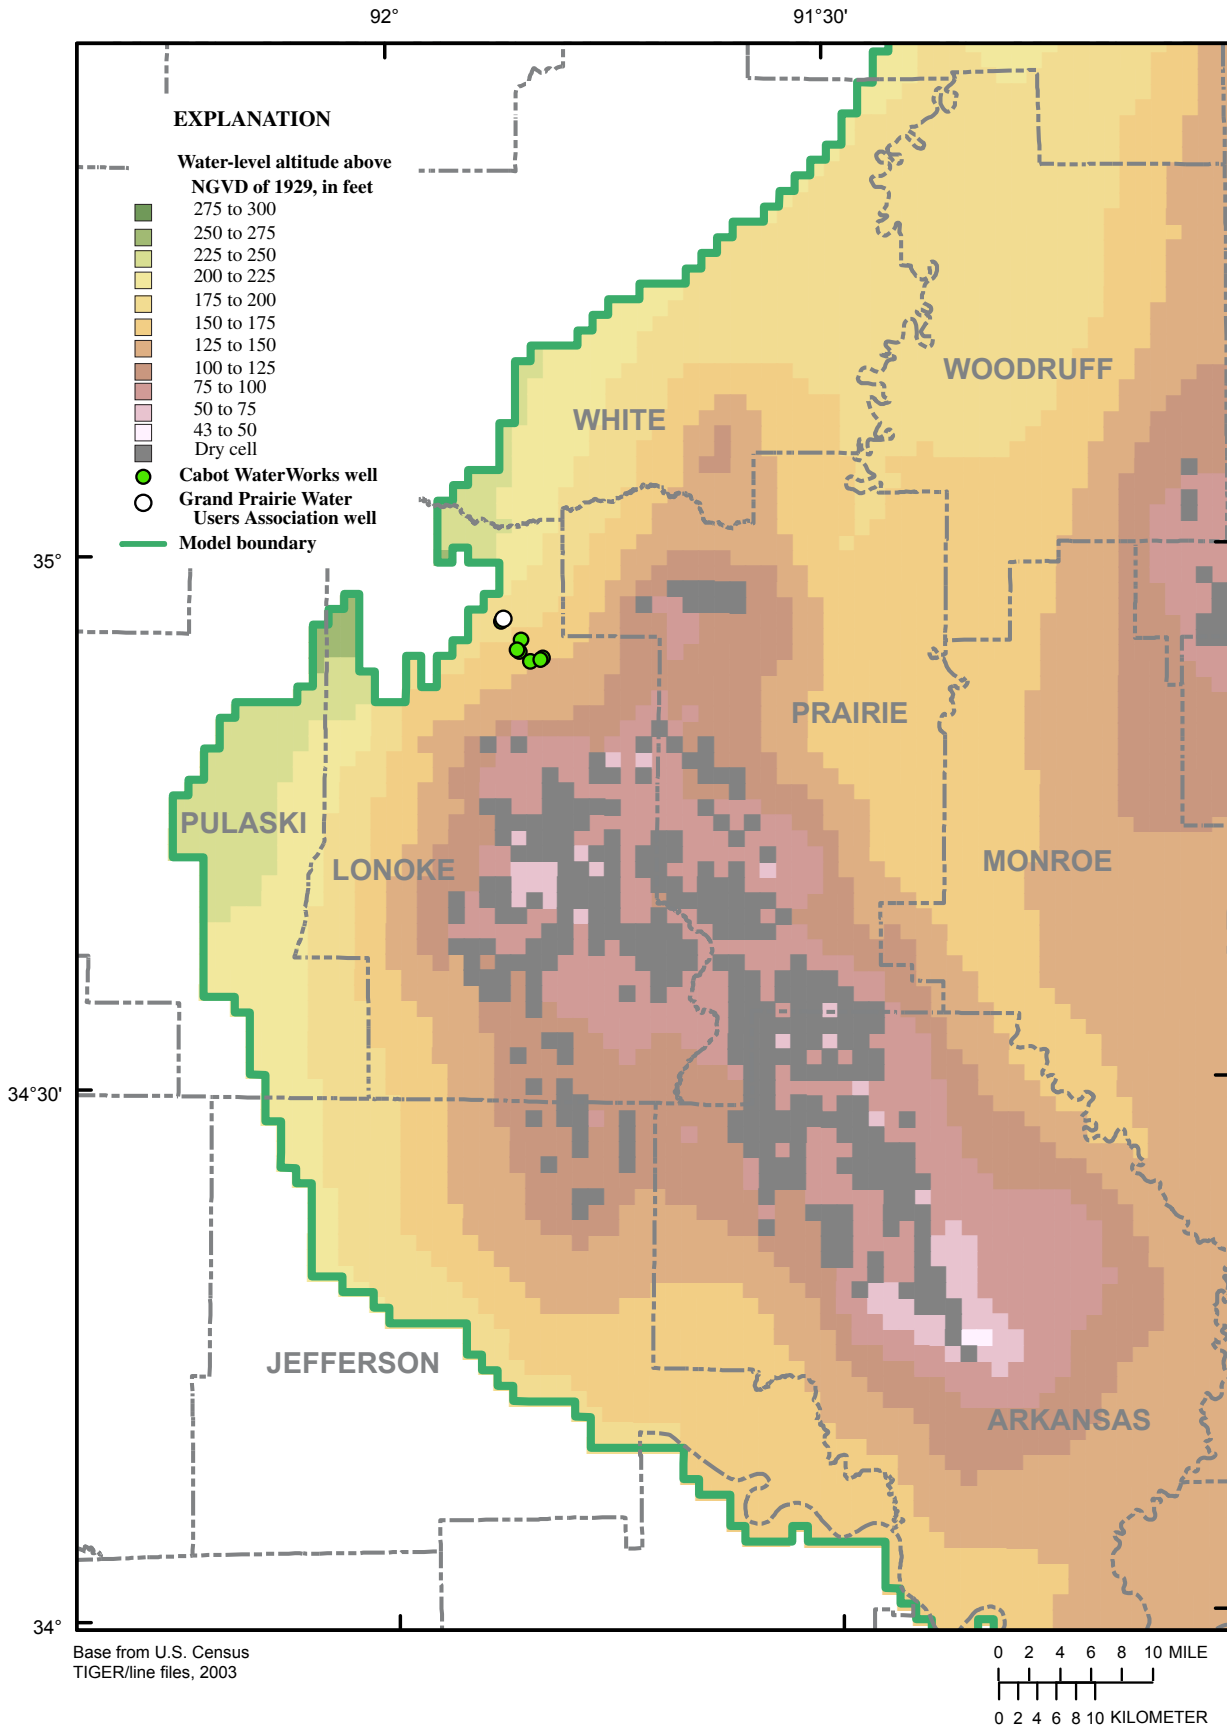 92°
91°30'
EXPLANATION
Water-level altitude above
NGVD of 1929, in feet
275 to 300
250 to 275
225 to 250
200 to 225
175 to 200
150 to 175
125 to 150
100 to 125
75 to 100
50 to 75
43 to 50
Dry cell
Cabot WaterWorks well
Grand Prairie Water
Users Association well
Model boundary
WOODRUFF
WHITE
35°
PRAIRIE
PULASKI
LONOKE
MONROE
34°30'
JEFFERSON
ARKANSAS
34°
Base from U.S. Census
TIGER/line files, 2003
0 2 4 6 8 10 MILE
0 2 4 6 8 10 KILOMETER